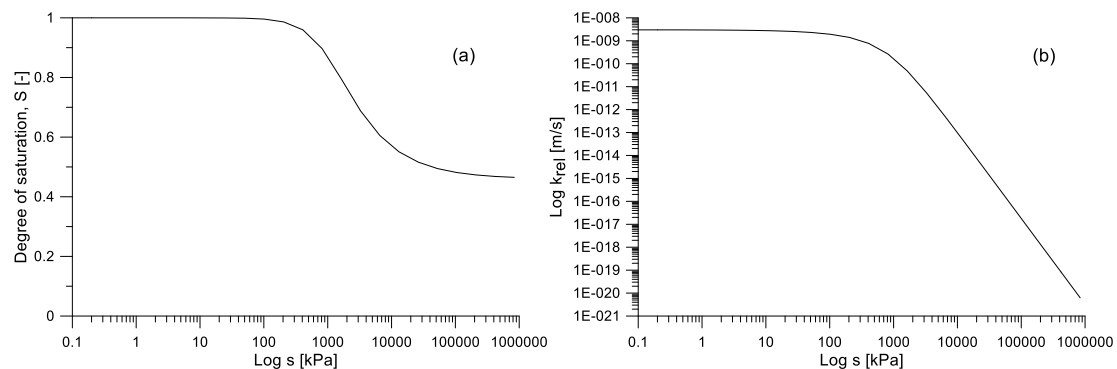 (a)
Degree of saturation, S [-]
1
0.8
0.6
0.4
0.2
0
0.1 1 10 100 1000 10000 100000 1000000
Log s [kPa]
(b)
Log krel [m/s]
1E-008
1E-009
1E-010
1E-011
1E-012
1E-013
1E-014
1E-015
1E-016
1E-017
1E-018
1E-019
1E-020
1E-021
0.1 1 10 100 1000 10000 100000 1000000
Log s [kPa]